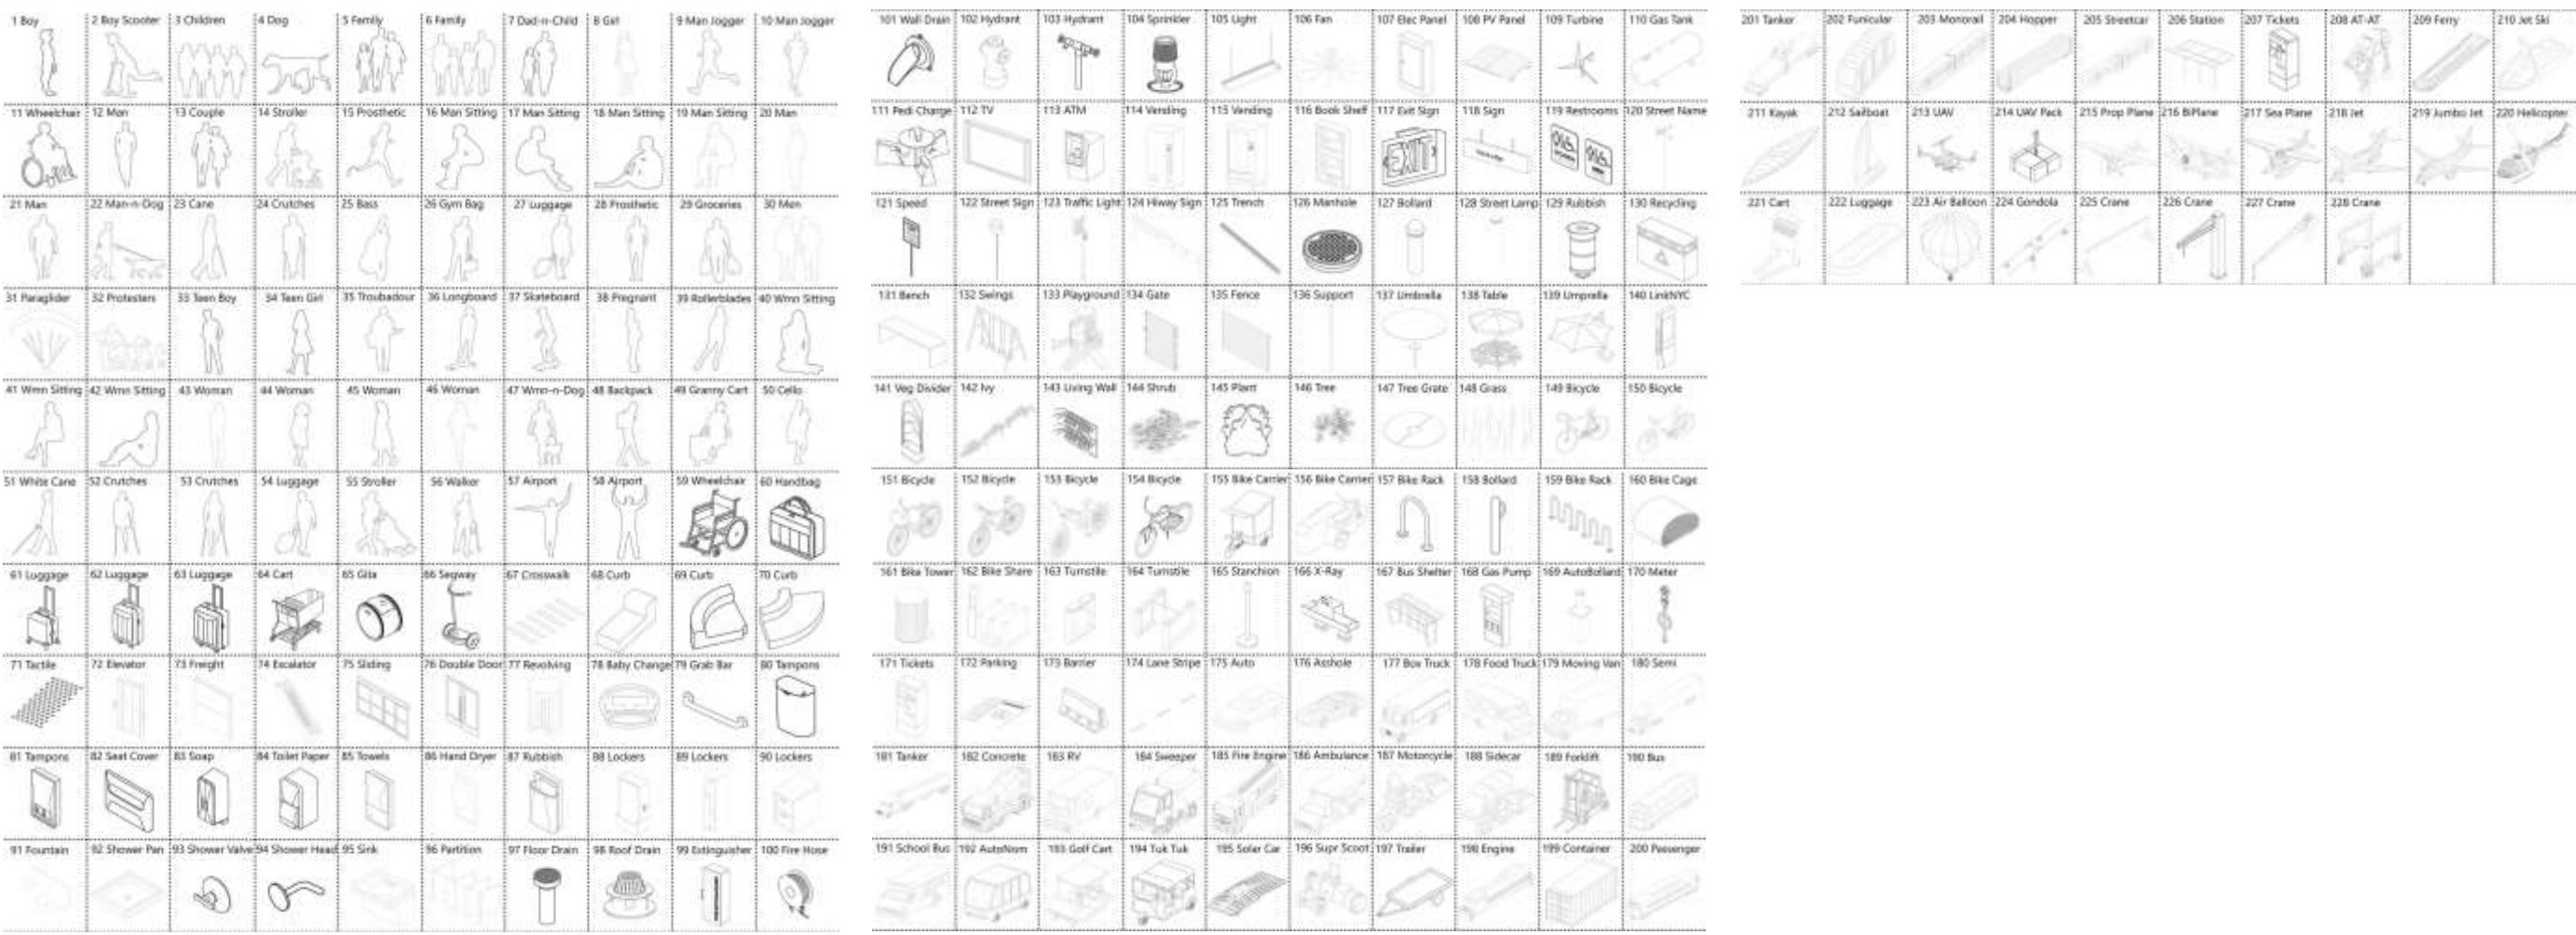 1 Boy 2 Boy Scooter 3 Children 4 Dog 5 Family 6 Family 7 Dad-n-Child 8 Girl 9 Man Jogger 10 Man Jogger
11 Wheelchair 12 Man 13 Couple 14 Stroller 15 Prosthetic 16 Man Sitting 17 Man Sitting 18 Man Sitting 19 Man Sitting 20 Man
21 Man 22 Man-n-Dog 23 Cane 24 Crutches 25 Bass 26 Gym Bag 27 Luggage 28 Prosthetic 29 Groceries 30 Men
31 Paraglider 32 Protesters 33 Teen Boy 34 Teen Girl 35 Troubadour 36 Longboard 37 Skateboard 38 Pregnant 39 Rollerblades 40 Wmn Sitting
41 Wmn Sitting 42 Wmn Sitting 43 Woman 44 Woman 45 Woman 46 Woman 47 Wmn-n-Dog 48 Backpack 49 Granny Cart 50 Cello
51 White Cane 52 Crutches 53 Crutches 54 Luggage 55 Stroller 56 Walker 57 Airport 58 Airport 59 Wheelchair 60 Handbag
61 Luggage 62 Luggage 63 Luggage 64 Cart 65 Gita 66 Segway 67 Crosswalk 68 Curb 69 Curb 70 Curb
71 Tactile 72 Elevator 73 Freight 74 Escalator 75 Sliding 76 Double Door 77 Revolving 78 Baby Change 79 Grab Bar 80 Tampons
81 Tampons 82 Seat Cover 83 Soap 84 Toilet Paper 85 Towels 86 Hand Dryer 87 Rubbish 88 Lockers 89 Lockers 90 Lockers
91 Fountain 92 Shower Pan 93 Shower Valve 94 Shower Head 95 Sink 96 Partition 97 Floor Drain 98 Roof Drain 99 Extinguisher 100 Fire Hose
101 Wall Drain 102 Hydrant 103 Hydrant 104 Sprinkler 105 Light 106 Fan 107 Elec Panel 108 PV Panel 109 Turbine 110 Gas Tank
111 Pedi Charge 112 TV 113 ATM 114 Vending 115 Vending 116 Book Shelf 117 Exit Sign 118 Sign 119 Restrooms 120 Street Name
EXIT
121 Speed 122 Street Sign 123 Traffic Light 124 Hiway Sign 125 Trench 126 Manhole 127 Bollard 128 Street Lamp 129 Rubbish 130 Recycling
131 Bench 132 Swings 133 Playground 134 Gate 135 Fence 136 Support 137 Umbrella 138 Table 139 Umprella 140 LinkNYC
141 Veg Divider 142 Ivy 143 Living Wall 144 Shrub 145 Plant 146 Tree 147 Tree Grate 148 Grass 149 Bicycle 150 Bicycle
151 Bicycle 152 Bicycle 153 Bicycle 154 Bicycle 155 Bike Carrier 156 Bike Carrier 157 Bike Rack 158 Bollard 159 Bike Rack 160 Bike Cage
161 Bike Tower 162 Bike Share 163 Turnstile 164 Turnstile 165 Stanchion 166 X-Ray 167 Bus Shelter 168 Gas Pump 169 AutoBollard 170 Meter
171 Tickets 172 Parking 173 Barrier 174 Lane Stripe 175 Auto 176 Asshole 177 Box Truck 178 Food Truck 179 Moving Van 180 Semi
181 Tanker 182 Concrete 183 RV 184 Sweeper 185 Fire Engine 186 Ambulance 187 Motorcycle 188 Sidecar 189 Forklift 190 Bus
191 School Bus 192 AutoNom 193 Golf Cart 194 Tuk Tuk 195 Solar Car 196 Supr Scoot 197 Trailer 198 Engine 199 Container 200 Passenger
201 Tanker 202 Funicular 203 Monorail 204 Hopper 205 Streetcar 206 Station 207 Tickets 208 AT-AT 209 Ferry 210 Jet Ski
211 Kayak 212 Sailboat 213 UAV 214 UAV Pack 215 Prop Plane 216 BiPlane 217 Sea Plane 218 Jet 219 Jumbo Jet 220 Helicopter
221 Cart 222 Luggage 223 Air Balloon 224 Gondola 225 Crane 226 Crane 227 Crane 228 Crane